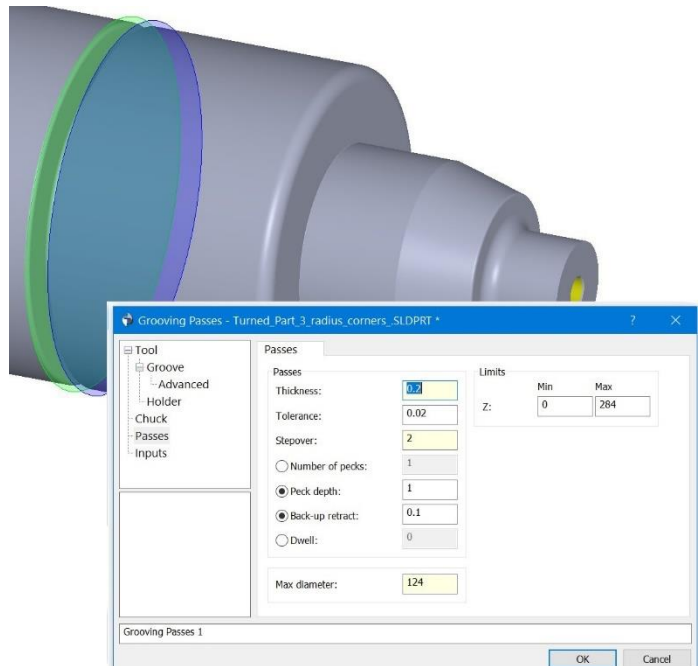 Grooving Passes - Turned_Part_3_radius_corners_.SLDPRT *
? ×
Tool
Groove
Advanced
Holder
Chuck
Passes
Inputs
Passes
Passes
Thickness: 0.2
Tolerance: 0.02
Stepover: 2
Number of pecks: 1
Peck depth: 1
Back-up retract: 0.1
Dwell: 0
Max diameter: 124
Limits
Min Max
Z: 0 284
Grooving Passes 1
OK Cancel